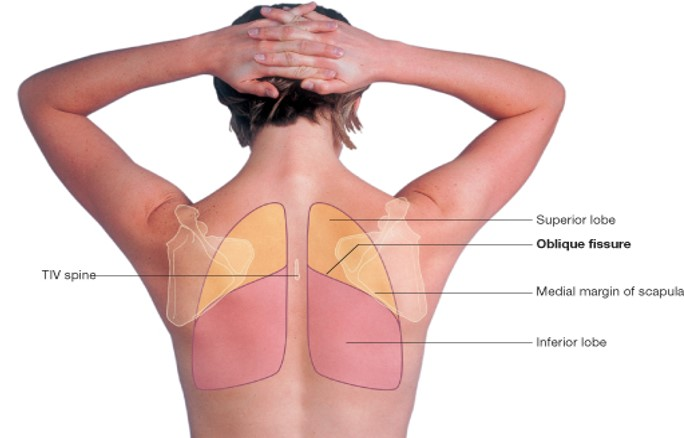 Superior lobe
Oblique fissure
TIV spine
Medial margin of scapula
Inferior lobe